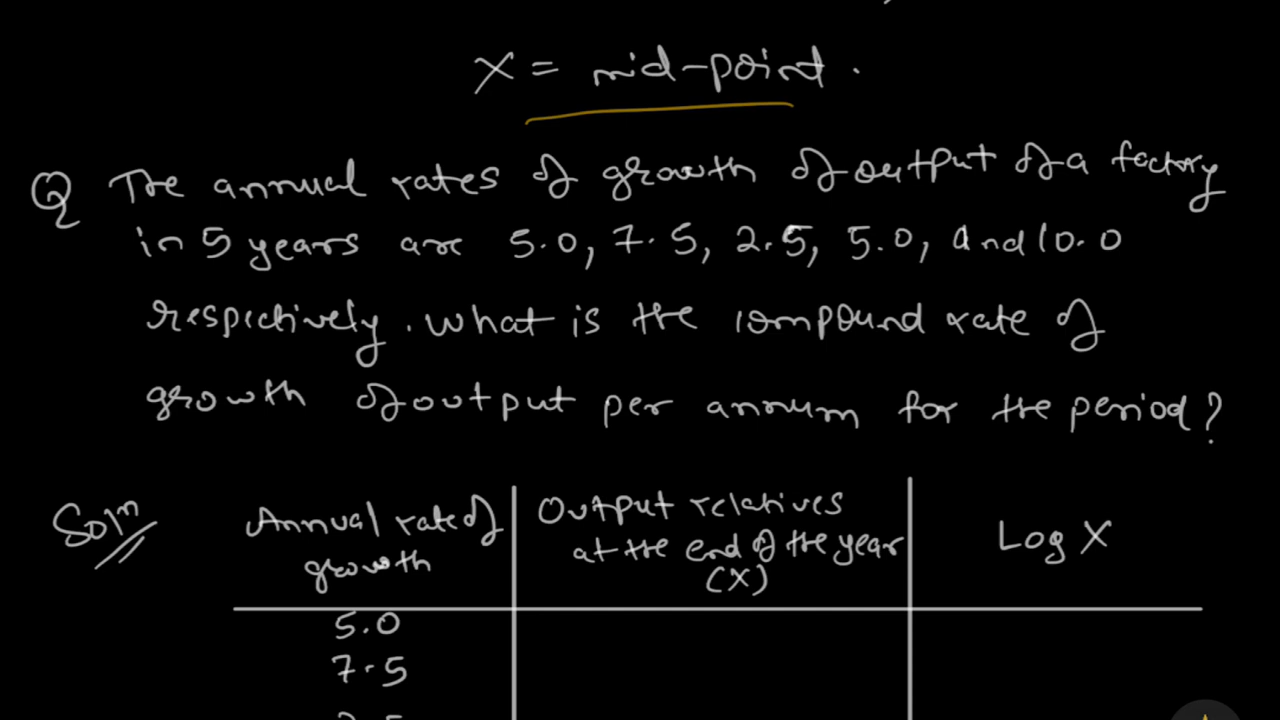 X = mid-point.
Q The annual rates of growth of output of a factory
in 5 years are 5.0, 7.5, 2.5, 5.0, and 10.0
respectively. What is the compound rate of
growth of output per annum for the period?
Soln Annual rate of growth Output relatives at the end of the year (X) Log X
5.0
7.5
2.5